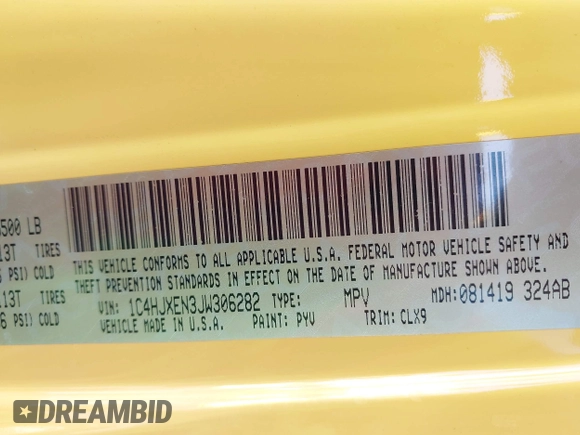 500 LB
13T TIRES
PSI) COLD
13T TIRES
6 PSI) COLD
THIS VEHICLE CONFORMS TO ALL APPLICABLE U.S.A. FEDERAL MOTOR VEHICLE SAFETY AND
THEFT PREVENTION STANDARDS IN EFFECT ON THE DATE OF MANUFACTURE SHOWN ABOVE.
VIN: 1C4HJXEN3JW306282 TYPE: MPV MDH: 081419 324AB
VEHICLE MADE IN U.S.A. PAINT: PYV TRIM: CLX9
DREAMBID